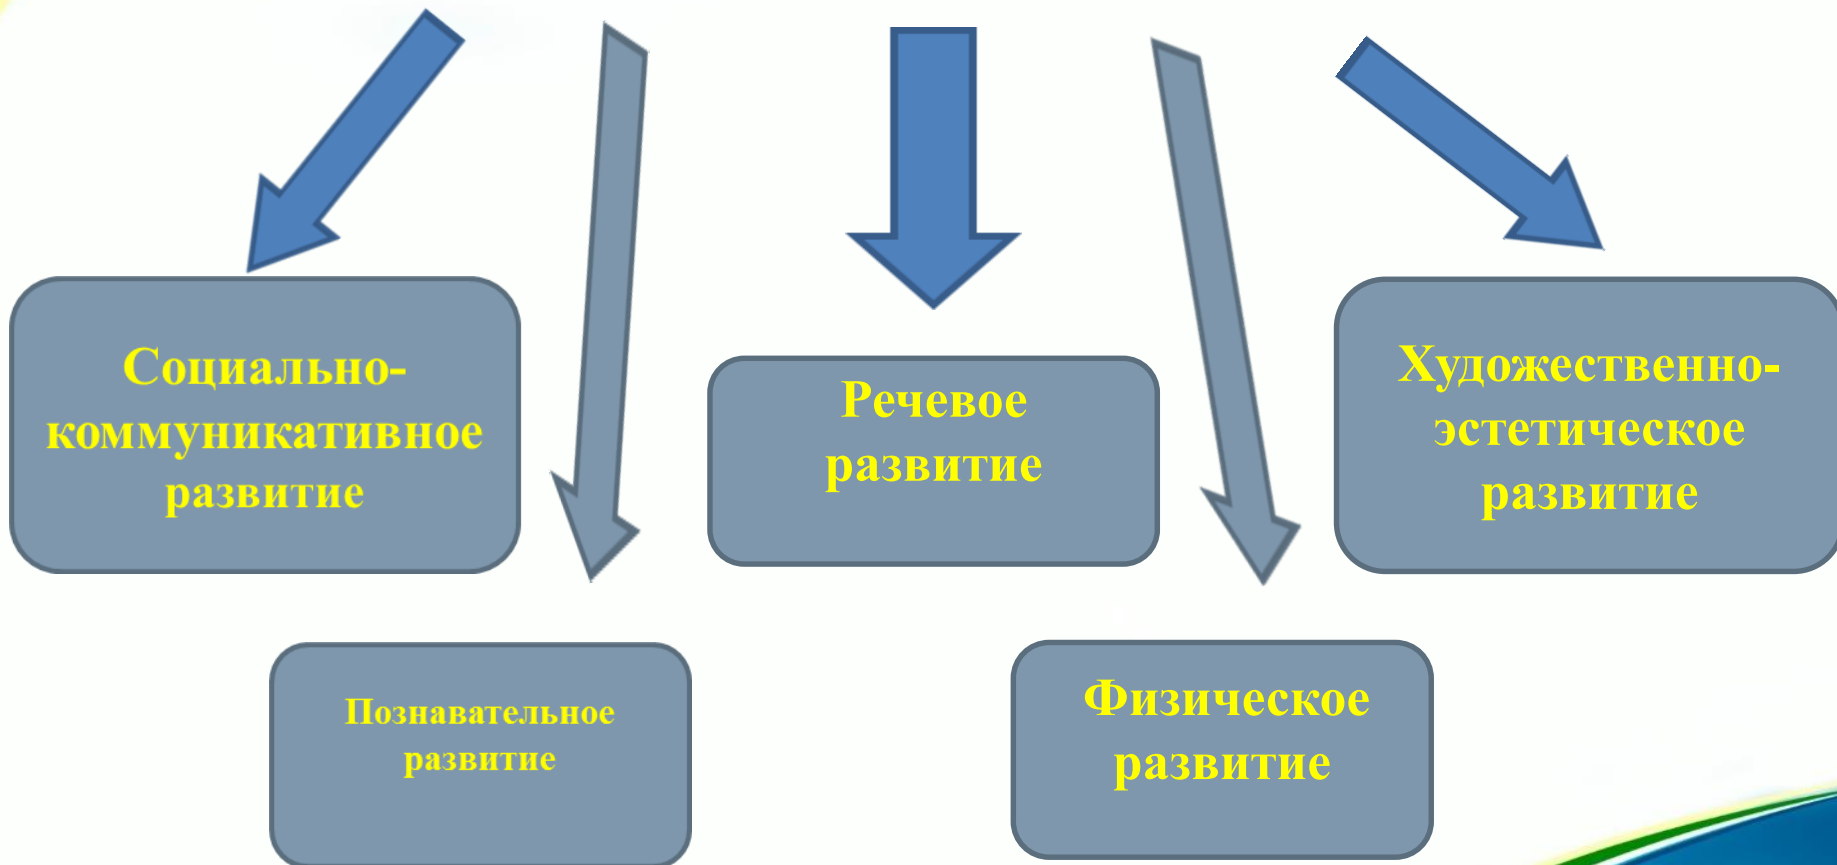 Социально-
коммуникативное
развитие
Речевое
развитие
Художественно-
эстетическое
развитие
Познавательное
развитие
Физическое
развитие